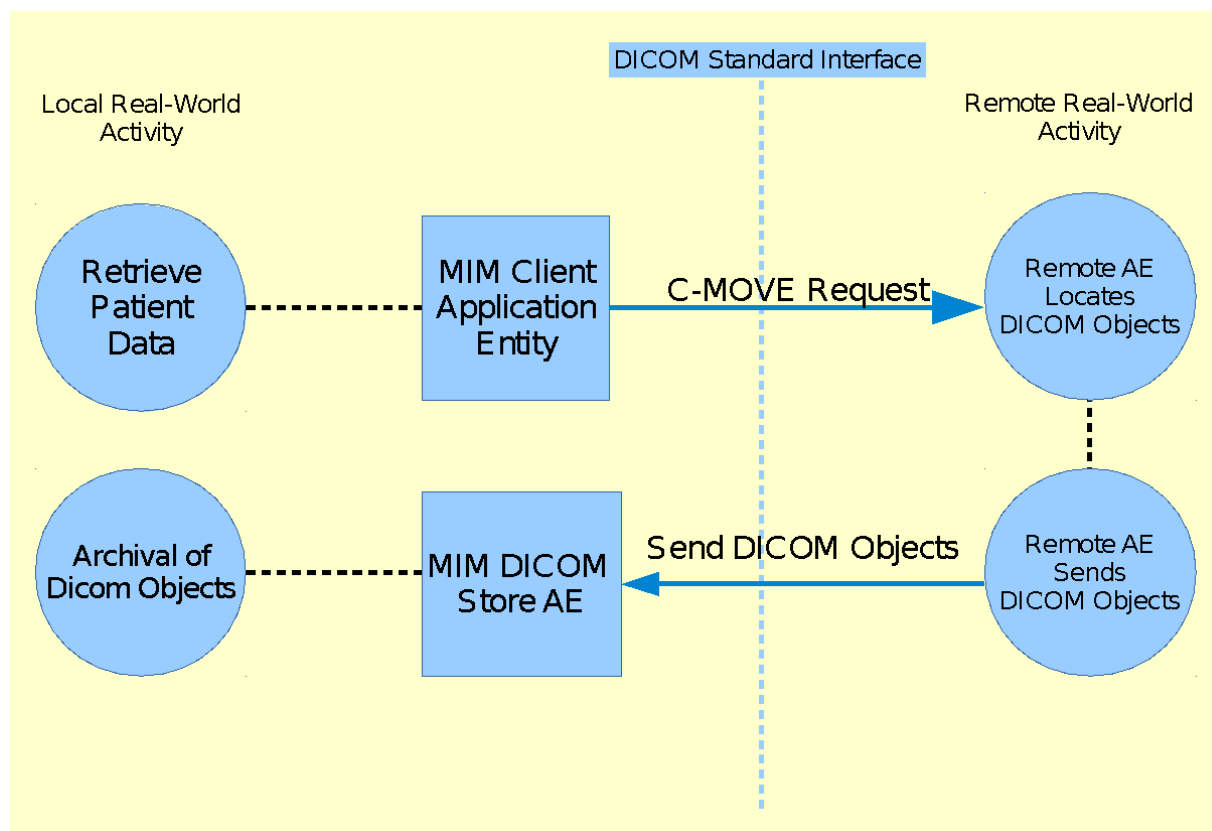 DICOM Standard Interface
Local Real-World
Activity
Remote Real-World
Activity
Retrieve
Patient
Data
MIM Client
Application
Entity
C-MOVE Request
Remote AE
Locates
DICOM Objects
Archival of
Dicom Objects
MIM DICOM
Store AE
Send DICOM Objects
Remote AE
Sends
DICOM Objects